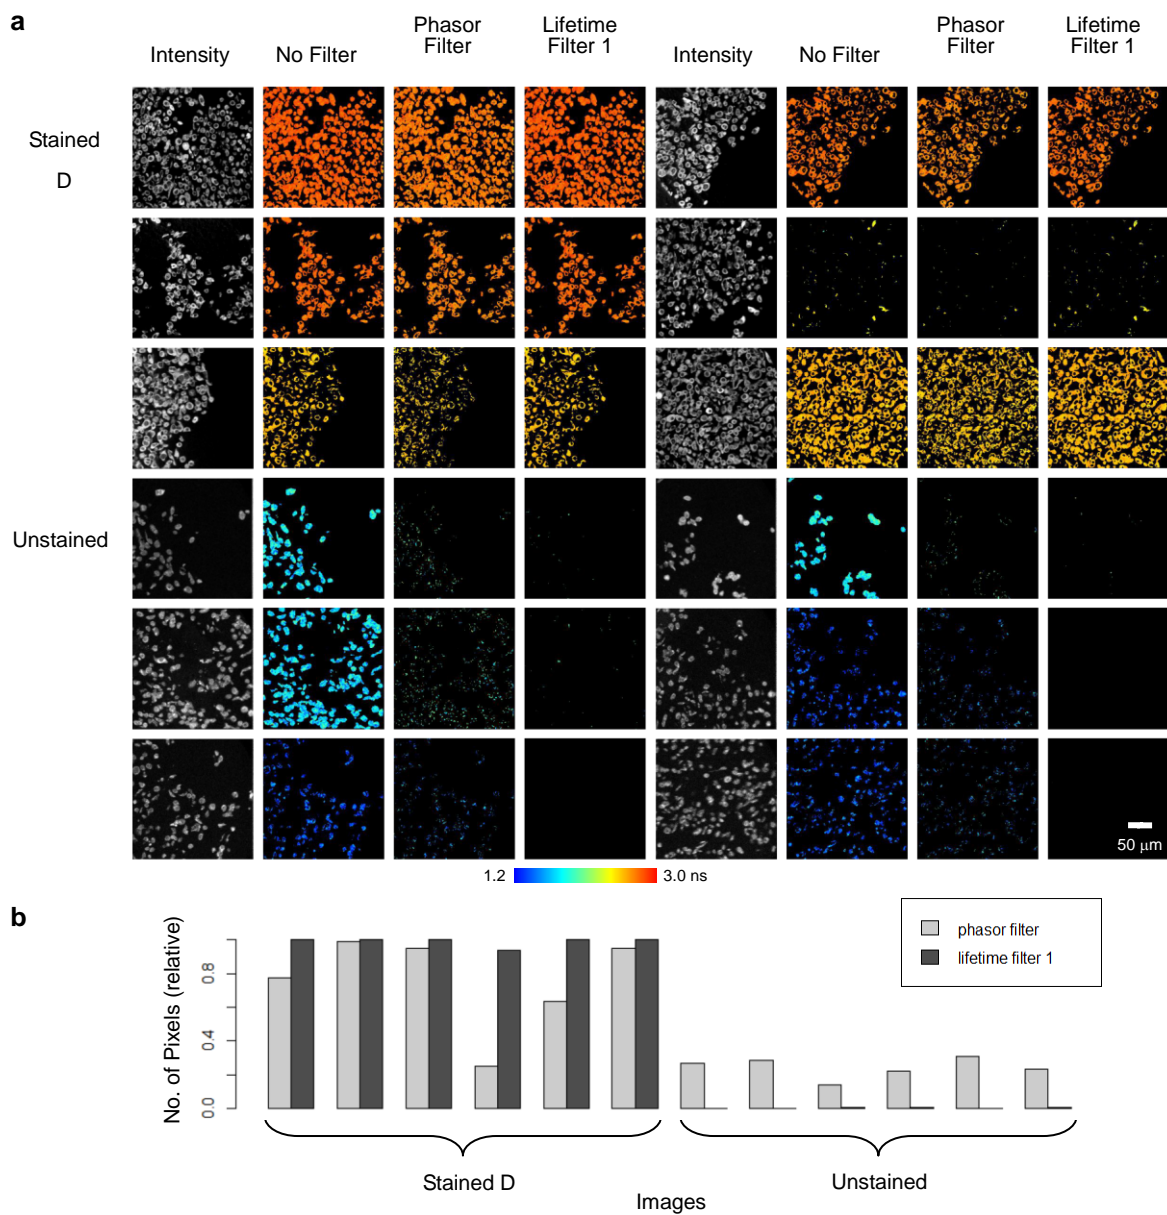 a
Intensity
No Filter
Phasor
Filter
Lifetime
Filter 1
Intensity
No Filter
Phasor
Filter
Lifetime
Filter 1
Stained
D
Unstained
50 μm
1.2
3.0 ns
b
No. of Pixels (relative)
0.8
0.4
0.0
phasor filter
lifetime filter 1
Stained D
Unstained
Images